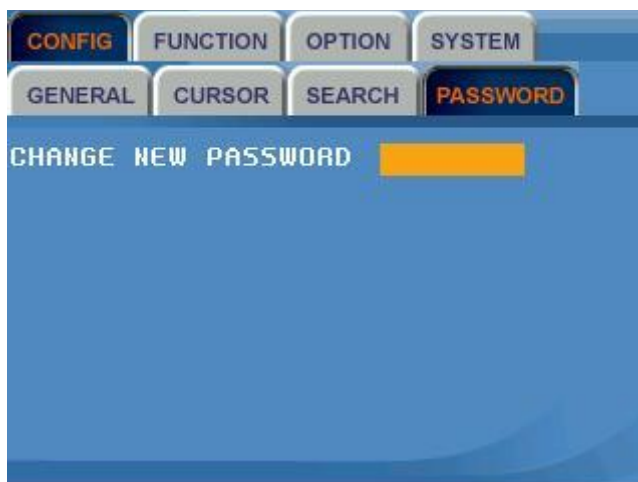 CONFIG FUNCTION OPTION SYSTEM
GENERAL CURSOR SEARCH PASSWORD
CHANGE NEW PASSWORD